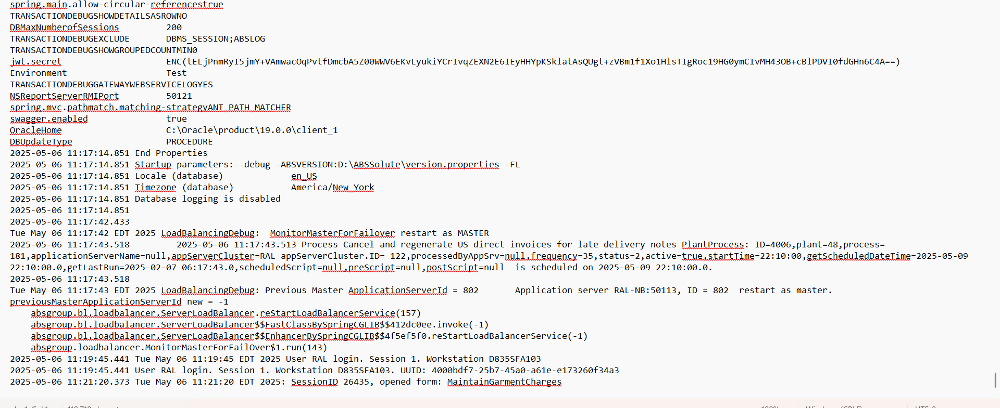 spring.main.allow-circular-referencestrue
TRANSACTIONDEBUGSHOWDETAILSASROWNO
DBMaxNumberofSessions 200
TRANSACTIONDEBUGEXCLUDE DBMS_SESSION;ABSLOG
TRANSACTIONDEBUGSHOWGROUPEDCOUNTMIN0
jwt.secret ENC(tELjPnmRyI5jmY+VAmwacOqPvtfDmcbA5Z00WWV6EKvLyukiYCrIvqZEXN2E6IEyHHYpKSklatAsQUgt+zVBm1f1Xo1HlsTIgRoc19HG0ymCIvMH43OB+cBlPDVI0fdGHn6C4A==)
Environment Test
TRANSACTIONDEBUGGATEWAYWEBSERVICELOGYES
NSReportServerRMIPort 50121
spring.mvc.pathmatch.matching-strategyANT_PATH_MATCHER
swagger.enabled true
OracleHome C:\Oracle\product\19.0.0\client_1
DBUpdateType PROCEDURE
2025-05-06 11:17:14.851 End Properties
2025-05-06 11:17:14.851 Startup parameters:--debug -ABSVERSION:D:\ABSSolute\version.properties -FL
2025-05-06 11:17:14.851 Locale (database) en_US
2025-05-06 11:17:14.851 Timezone (database) America/New_York
2025-05-06 11:17:14.851 Database logging is disabled
2025-05-06 11:17:14.851
2025-05-06 11:17:42.433
Tue May 06 11:17:42 EDT 2025 LoadBalancingDebug: MonitorMasterForFailover restart as MASTER
2025-05-06 11:17:43.518 2025-05-06 11:17:43.513 Process Cancel and regenerate US direct invoices for late delivery notes PlantProcess: ID=4006,plant=48,process=
181,applicationServerName=null,appServerCluster=RAL appServerCluster.ID= 122,processedByAppSrv=null,frequency=35,status=2,active=true,startTime=22:10:00,getScheduledDateTime=2025-05-09
22:10:00.0,getLastRun=2025-02-07 06:17:43.0,scheduledScript=null,preScript=null,postScript=null is scheduled on 2025-05-09 22:10:00.0.
2025-05-06 11:17:43.518
Tue May 06 11:17:43 EDT 2025 LoadBalancingDebug: Previous Master ApplicationServerId = 802 Application server RAL-NB:50113, ID = 802 restart as master.
previousMasterApplicationServerId new = -1
absgroup.bl.loadbalancer.ServerLoadBalancer.reStartLoadBalancerService(157)
absgroup.bl.loadbalancer.ServerLoadBalancer$$FastClassBySpringCGLIB$$412dc0ee.invoke(-1)
absgroup.bl.loadbalancer.ServerLoadBalancer$$EnhancerBySpringCGLIB$$4f5ef5f0.reStartLoadBalancerService(-1)
absgroup.loadbalancer.MonitorMasterForFailOver$1.run(143)
2025-05-06 11:19:45.441 Tue May 06 11:19:45 EDT 2025 User RAL login. Session 1. Workstation D835SFA103
2025-05-06 11:19:45.441 User RAL login. Session 1. Workstation D835SFA103. UUID: 4000bdf7-25b7-45a0-a61e-e173260f34a3
2025-05-06 11:21:20.373 Tue May 06 11:21:20 EDT 2025: SessionID 26435, opened form: MaintainGarmentCharges